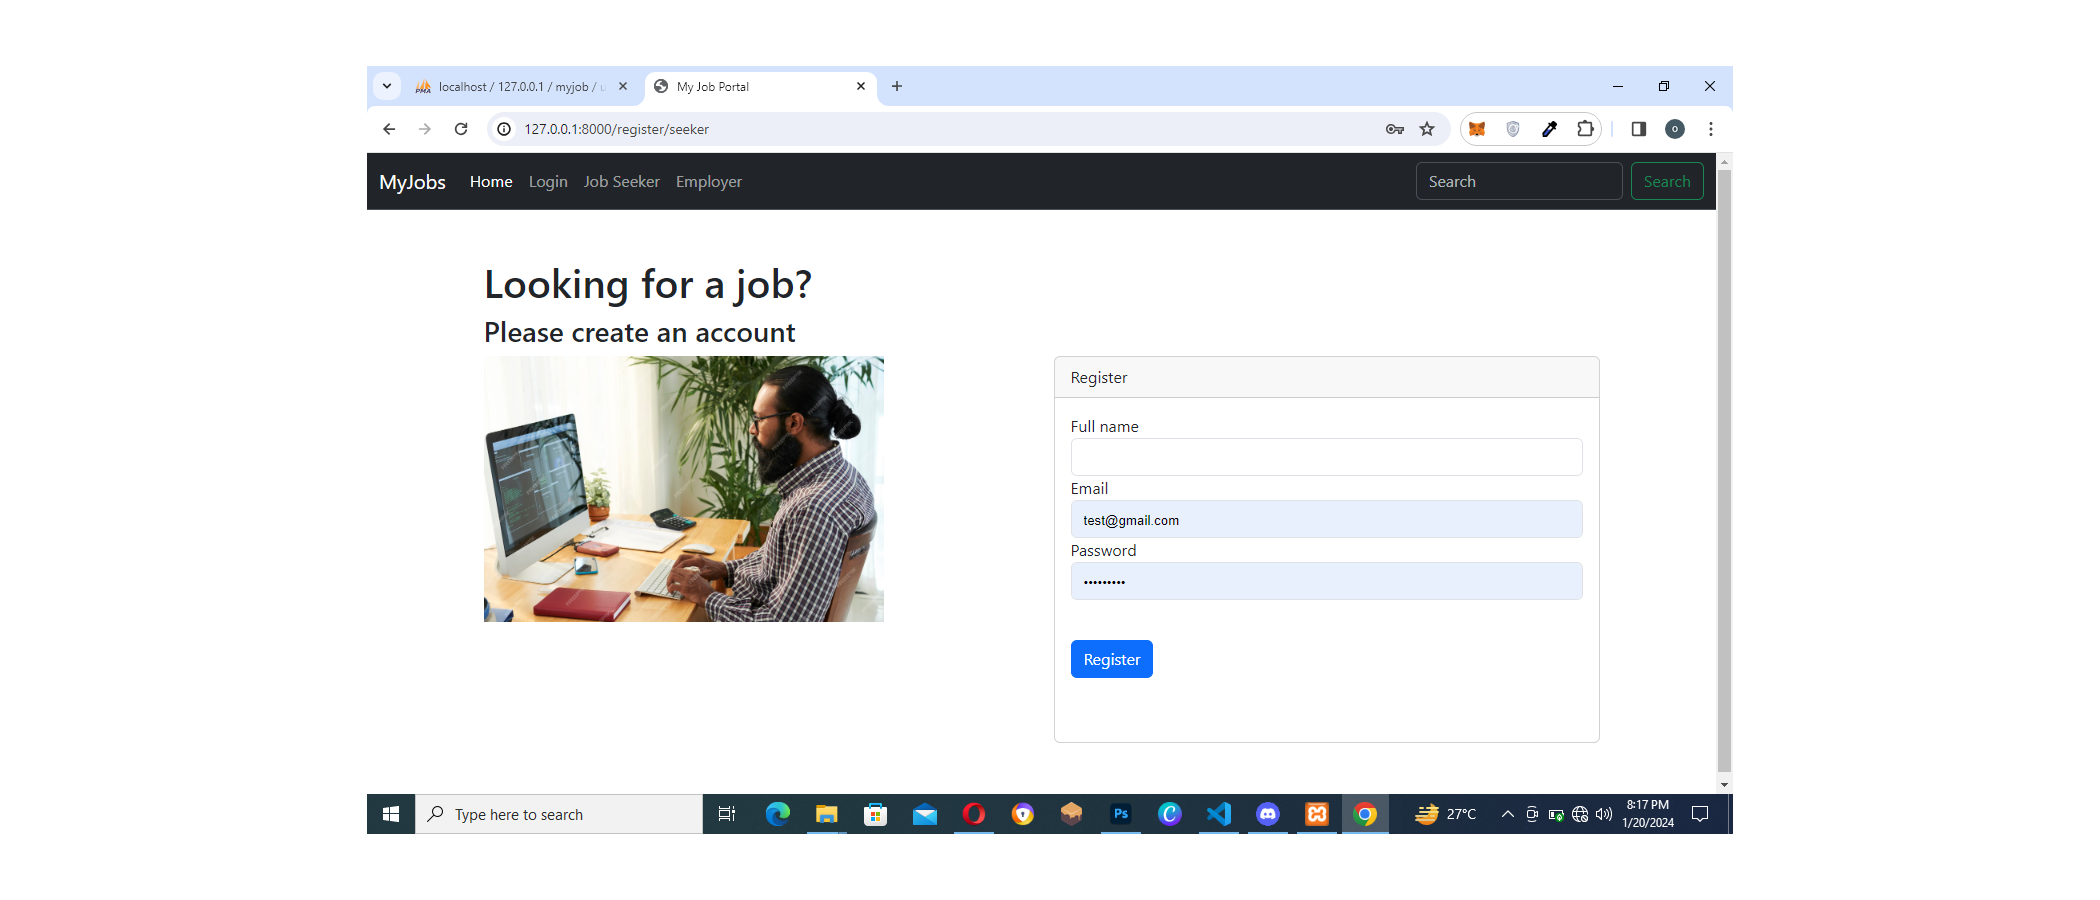 localhost / 127.0.0.1 / myjob / u
My Job Portal
127.0.0.1:8000/register/seeker
MyJobs Home Login Job Seeker Employer Search Search
Looking for a job?
Please create an account
Register
Full name
Email
test@gmail.com
Password
•••••••••
Register
Type here to search
Ps
27°C
8:17 PM
1/20/2024